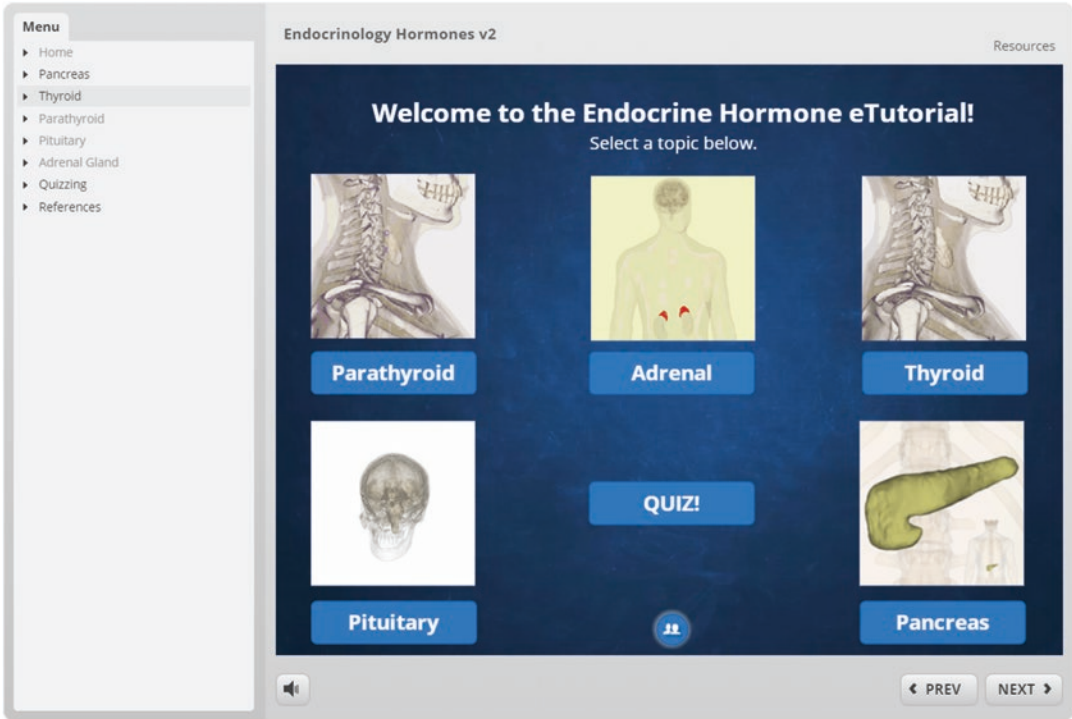 Menu
Home
Pancreas
Thyroid
Parathyroid
Pituitary
Adrenal Gland
Quizzing
References
Endocrinology Hormones v2
Resources
Welcome to the Endocrine Hormone eTutorial!
Select a topic below.
Parathyroid
Adrenal
Thyroid
QUIZ!
Pituitary
Pancreas
PREV
NEXT